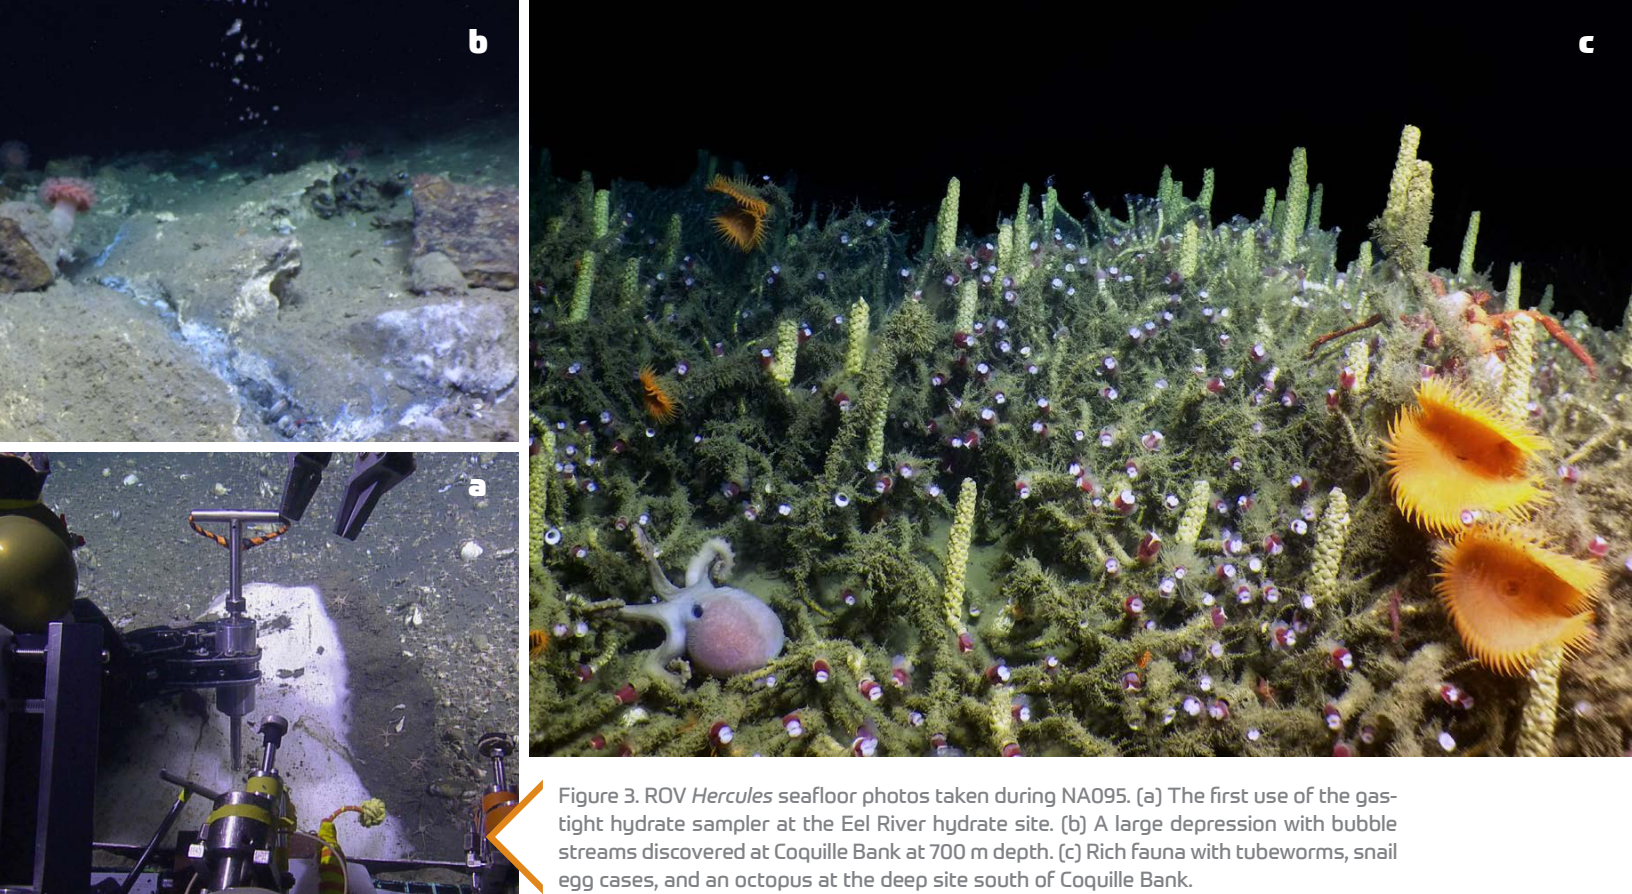 b
c
a
Figure 3. ROV Hercules seafloor photos taken during NA095. (a) The first use of the gas-
tight hydrate sampler at the Eel River hydrate site. (b) A large depression with bubble
streams discovered at Coquille Bank at 700 m depth. (c) Rich fauna with tubeworms, snail
egg cases, and an octopus at the deep site south of Coquille Bank.